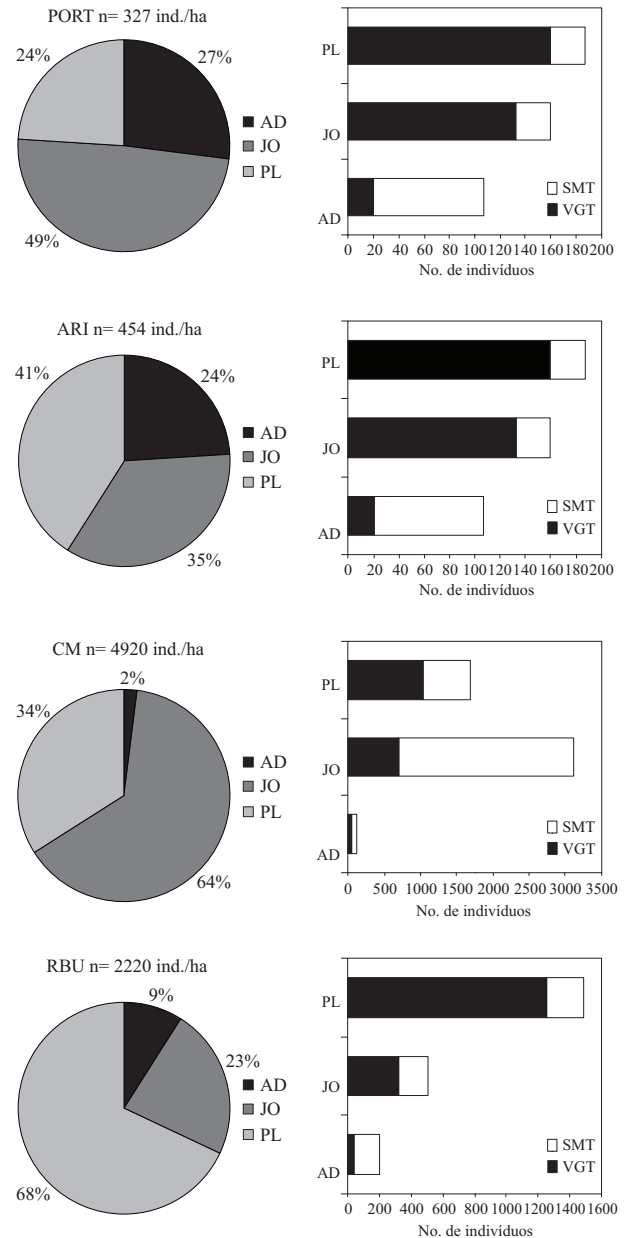 PORT n= 327 ind./ha
24%
27%
49%
AD
JO
PL
PL
JO
AD
SMT
VGT
0 20 40 60 80 100 120 140 160 180 200
No. de indivíduos
ARI n= 454 ind./ha
41%
24%
35%
AD
JO
PL
PL
JO
AD
SMT
VGT
0 20 40 60 80 100 120 140 160 180 200
No. de indivíduos
CM n= 4920 ind./ha
2%
34%
64%
AD
JO
PL
PL
JO
AD
SMT
VGT
0 500 1000 1500 2000 2500 3000 3500
No. de indivíduos
RBU n= 2220 ind./ha
9%
23%
68%
AD
JO
PL
PL
JO
AD
SMT
VGT
0 200 400 600 800 1000 1200 1400 1600
No. de indivíduos